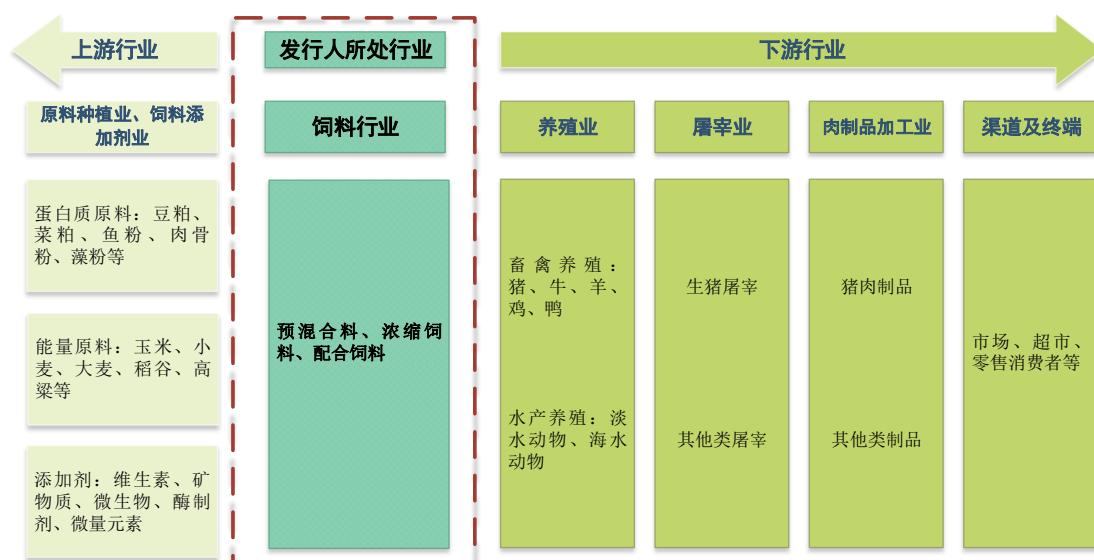 上游行业
发行人所处行业
下游行业
原料种植业、饲料添
加剂业
饲料行业
养殖业
屠宰业
肉制品加工业
渠道及终端
蛋白质原料：豆粕、
菜粕、鱼粉、肉骨
粉、藻粉等
能量原料：玉米、小
麦、大麦、稻谷、高
粱等
添加剂：维生素、矿
物质、微生物、酶制
剂、微量元素
预混合料、浓缩饲
料、配合饲料
畜禽养殖：
猪、牛、羊、
鸡、鸭
水产养殖：淡
水动物、海水
动物
生猪屠宰
其他类屠宰
猪肉制品
其他类制品
市场、超市、
零售消费者等